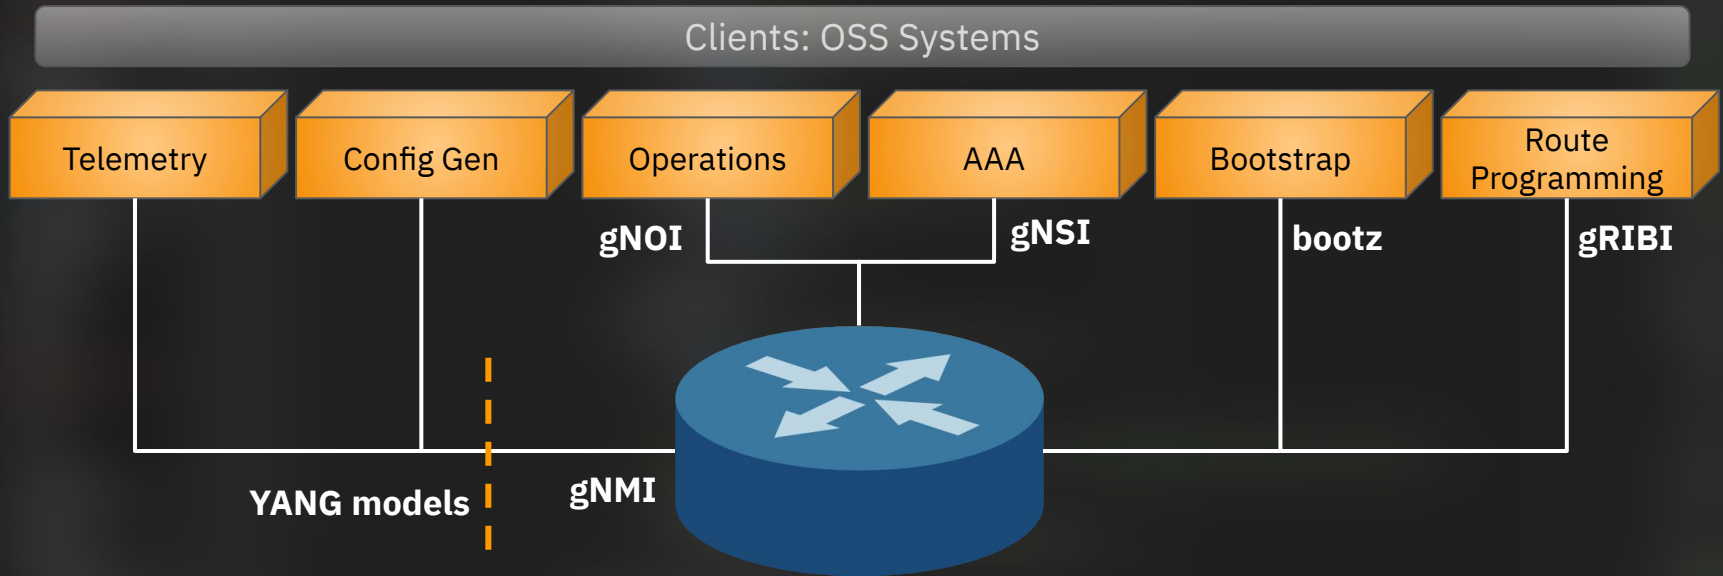 Clients: OSS Systems
Telemetry
Config Gen
Operations
AAA
Bootstrap
Route
Programming
gNOI
gNSI
bootz
gRIBI
YANG models
gNMI